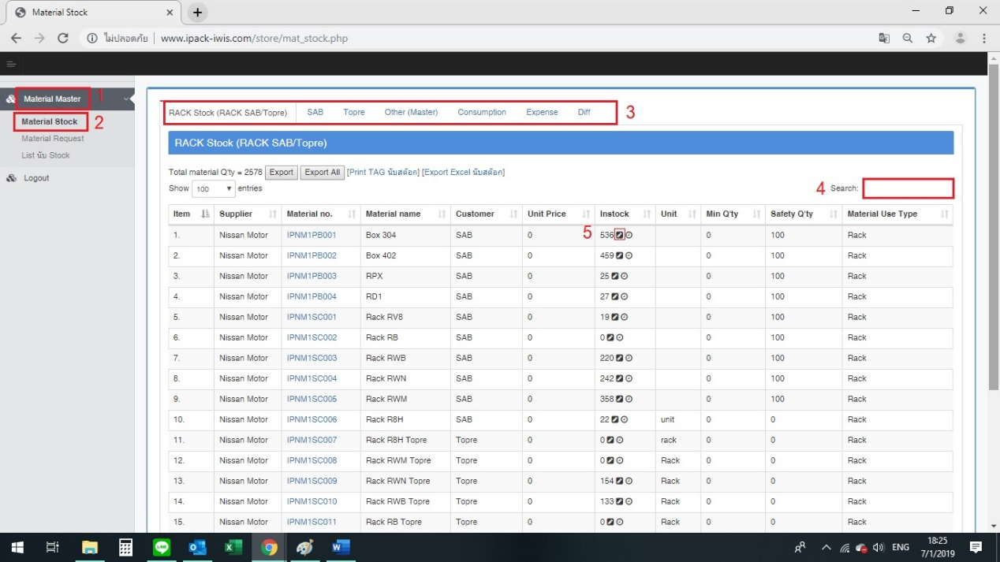 Material Stock
ไม่ปลอดภัย | www.ipack-iwis.com/store/mat_stock.php
Material Master 1
Material Stock 2
Material Request
List นับ Stock
Logout
RACK Stock (RACK SAB/Topre) SAB Topre Other (Master) Consumption Expense Diff 3
RACK Stock (RACK SAB/Topre)
Total material Q'ty = 2578 Export Export All [Print TAG นับสต๊อก] [Export Excel นับสต๊อก]
Show 100 entries 4 Search:
Item Supplier Material no. Material name Customer Unit Price Instock Unit Min Q'ty Safety Q'ty Material Use Type
1. Nissan Motor IPNM1PB001 Box 304 SAB 0 5 536 0 100 Rack
2. Nissan Motor IPNM1PB002 Box 402 SAB 0 459 0 100 Rack
3. Nissan Motor IPNM1PB003 RPX SAB 0 25 0 100 Rack
4. Nissan Motor IPNM1PB004 RD1 SAB 0 27 0 100 Rack
5. Nissan Motor IPNM1SC001 Rack RV8 SAB 0 19 0 100 Rack
6. Nissan Motor IPNM1SC002 Rack RB SAB 0 0 0 100 Rack
7. Nissan Motor IPNM1SC003 Rack RWB SAB 0 220 0 100 Rack
8. Nissan Motor IPNM1SC004 Rack RWN SAB 0 242 0 100 Rack
9. Nissan Motor IPNM1SC005 Rack RWM SAB 0 358 0 100 Rack
10. Nissan Motor IPNM1SC006 Rack R8H SAB 0 22 unit 0 0 Rack
11. Nissan Motor IPNM1SC007 Rack R8H Topre Topre 0 0 rack 0 0 Rack
12. Nissan Motor IPNM1SC008 Rack RWM Topre Topre 0 0 Rack 0 0 Rack
13. Nissan Motor IPNM1SC009 Rack RWN Topre Topre 0 154 Rack 0 0 Rack
14. Nissan Motor IPNM1SC010 Rack RWB Topre Topre 0 133 Rack 0 0 Rack
15. Nissan Motor IPNM1SC011 Rack RB Topre Topre 0 0 Rack 0 0 Rack
ENG 18:25
7/1/2019